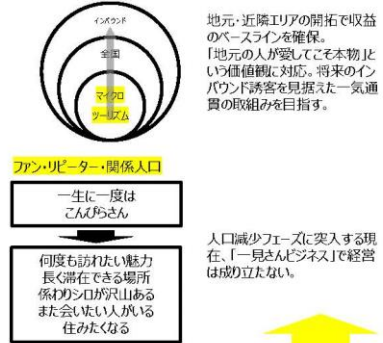 インバウンド
全国
マイクロ
ツーリズム
地元・近隣エリアの開拓で収益
のベースラインを確保。
「地元の人が愛してこそ本物」と
いう価値観に対応。将来のイン
バウンド誘客を見据えた一気通
貫の取組みを目指す。
ファン・リピーター・関係人口
一生に一度は
こんぴらさん
何度も訪れたい魅力
長く滞在できる場所
係わりシロが沢山ある
また会いたい人がいる
住みたくなる
人口減少フェーズに突入する現
在、「一見さんビジネス」で経営
は成り立たない。